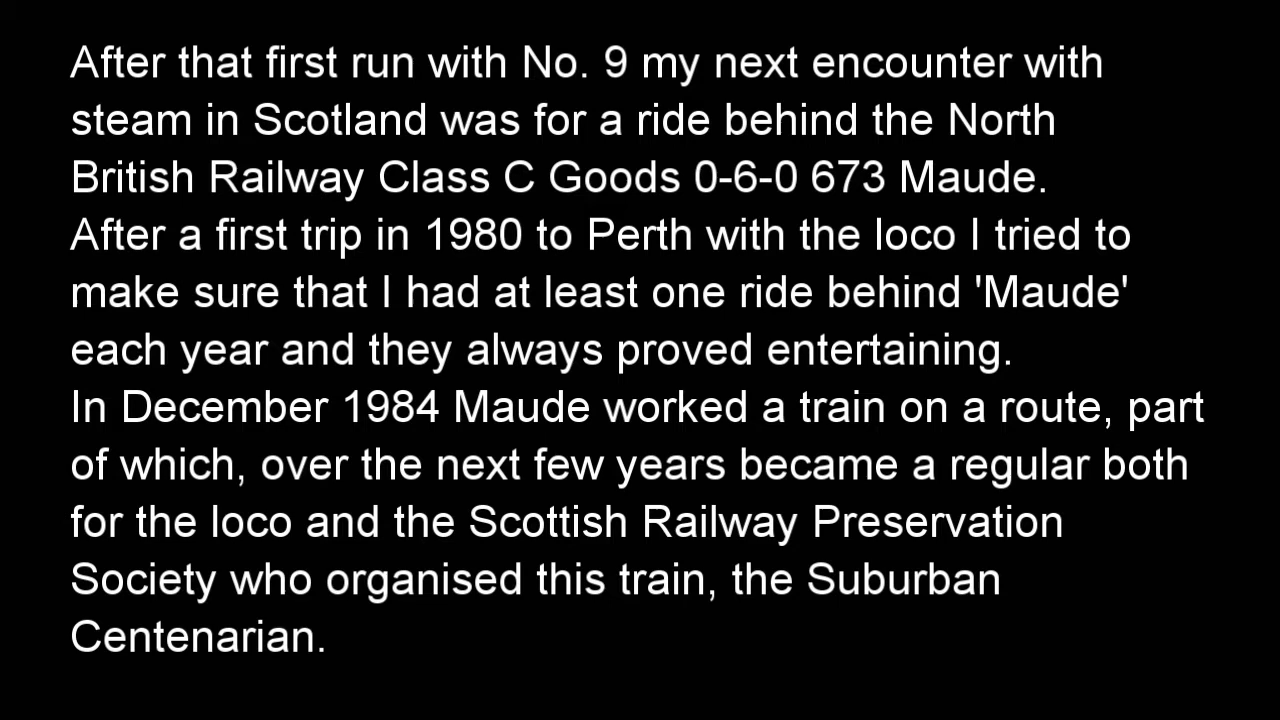 After that first run with No. 9 my next encounter with
steam in Scotland was for a ride behind the North
British Railway Class C Goods 0-6-0 673 Maude.
After a first trip in 1980 to Perth with the loco I tried to
make sure that I had at least one ride behind 'Maude'
each year and they always proved entertaining.
In December 1984 Maude worked a train on a route, part
of which, over the next few years became a regular both
for the loco and the Scottish Railway Preservation
Society who organised this train, the Suburban
Centenarian.